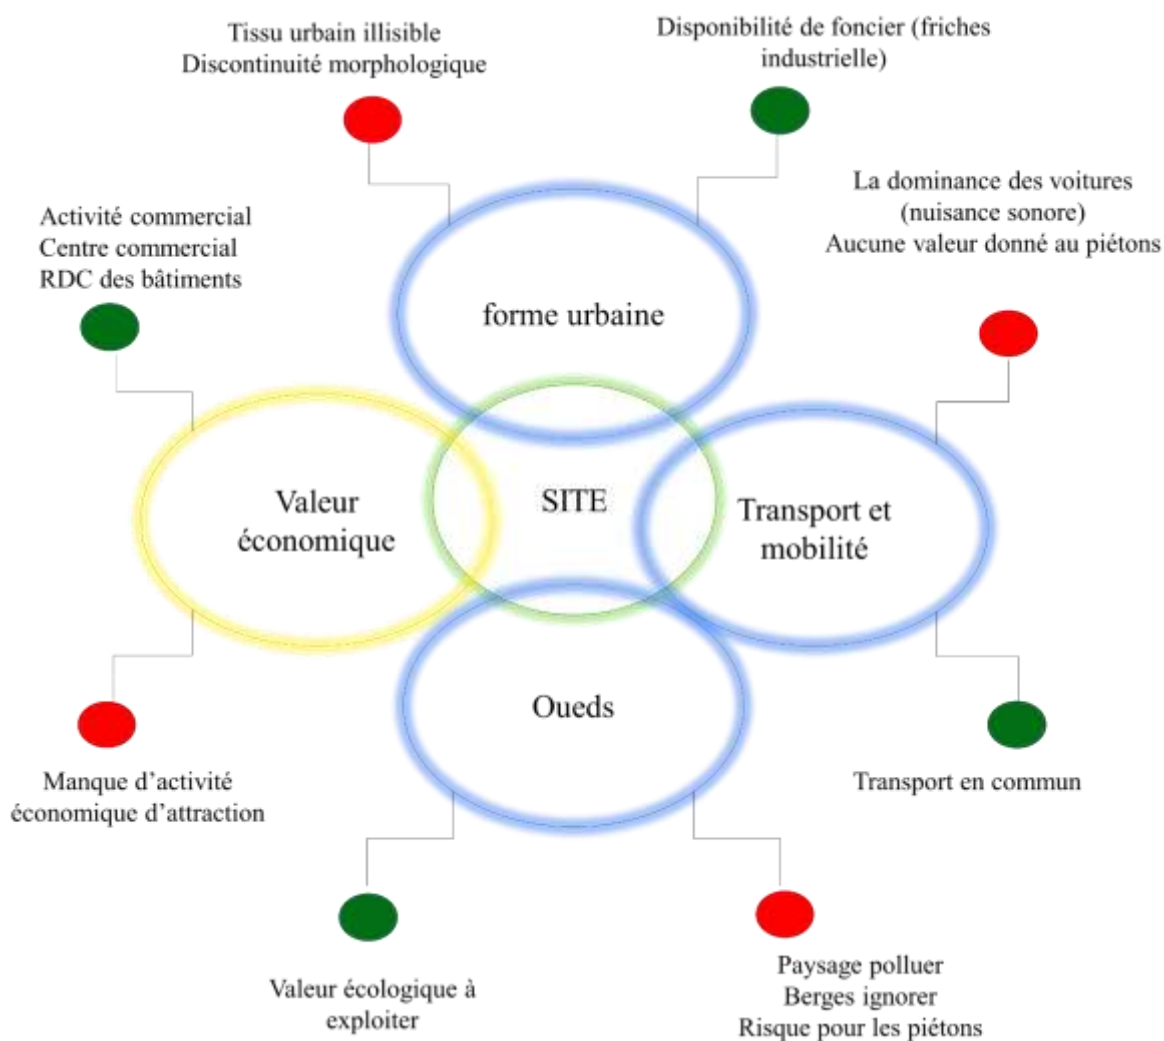 Tissu urbain illisible
Discontinuité morphologique
Disponibilité de foncier (friches
industrielle)
La dominance des voitures
(nuisance sonore)
Aucune valeur donné au piétons
Activité commercial
Centre commercial
RDC des bâtiments
forme urbaine
Valeur
économique
SITE
Transport et
mobilité
Oueds
Manque d’activité
économique d’attraction
Transport en commun
Valeur écologique à
exploiter
Paysage polluer
Berges ignorer
Risque pour les piétons